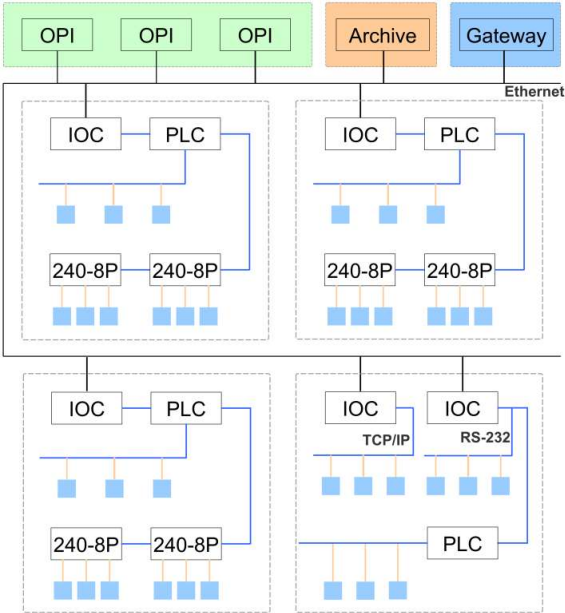 OPI
OPI
OPI
Archive
Gateway
Ethernet
IOC
PLC
IOC
PLC
240-8P
240-8P
240-8P
240-8P
IOC
PLC
IOC
IOC
TCP/IP
RS-232
240-8P
240-8P
PLC